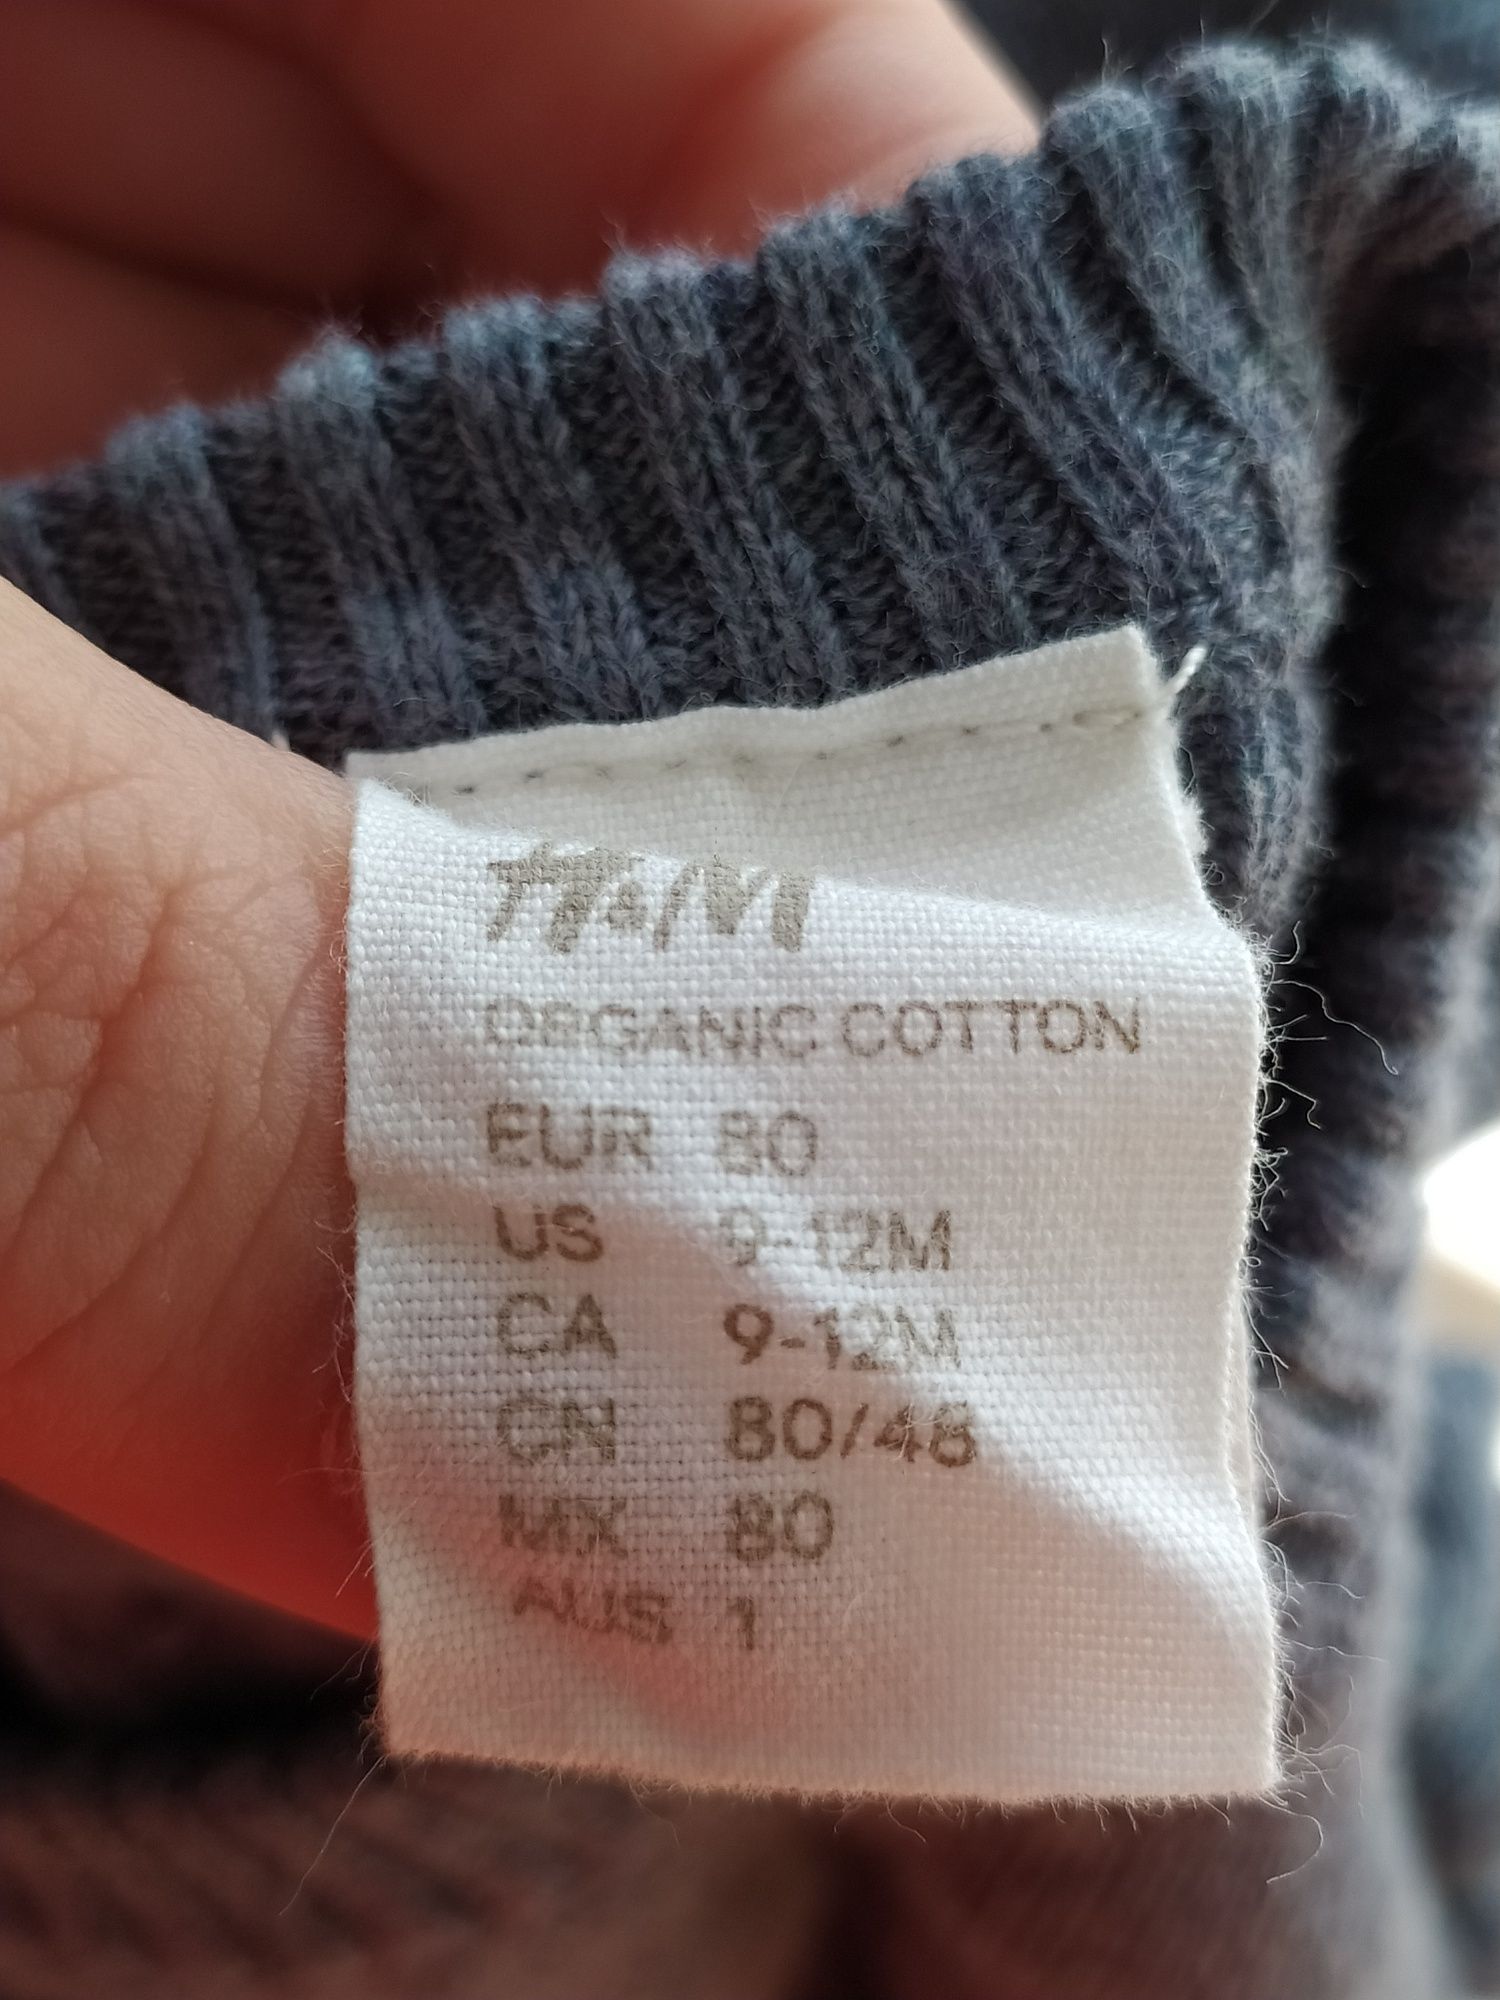 H&M
ORGANIC COTTON
EUR 80
US 9-12M
CA 9-12M
CN 80/48
MX 80
AUS 1